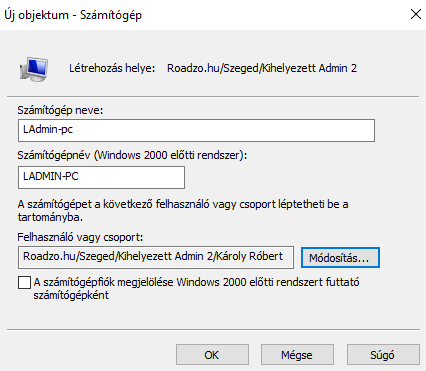 Új objektum - Számítógép
Létrehozás helye: Roadzo.hu/Szeged/Kihelyezett Admin 2
Számítógép neve:
LAdmin-pc
Számítógépnév (Windows 2000 előtti rendszer):
LADMIN-PC
A számítógépet a következő felhasználó vagy csoport léptetheti be a
tartományba.
Felhasználó vagy csoport:
Roadzo.hu/Szeged/Kihelyezett Admin 2/Károly Róbert
Módosítás...
A számítógépfiók megjelölése Windows 2000 előtti rendszert futtató
számítógépként
OK Mégse Súgó